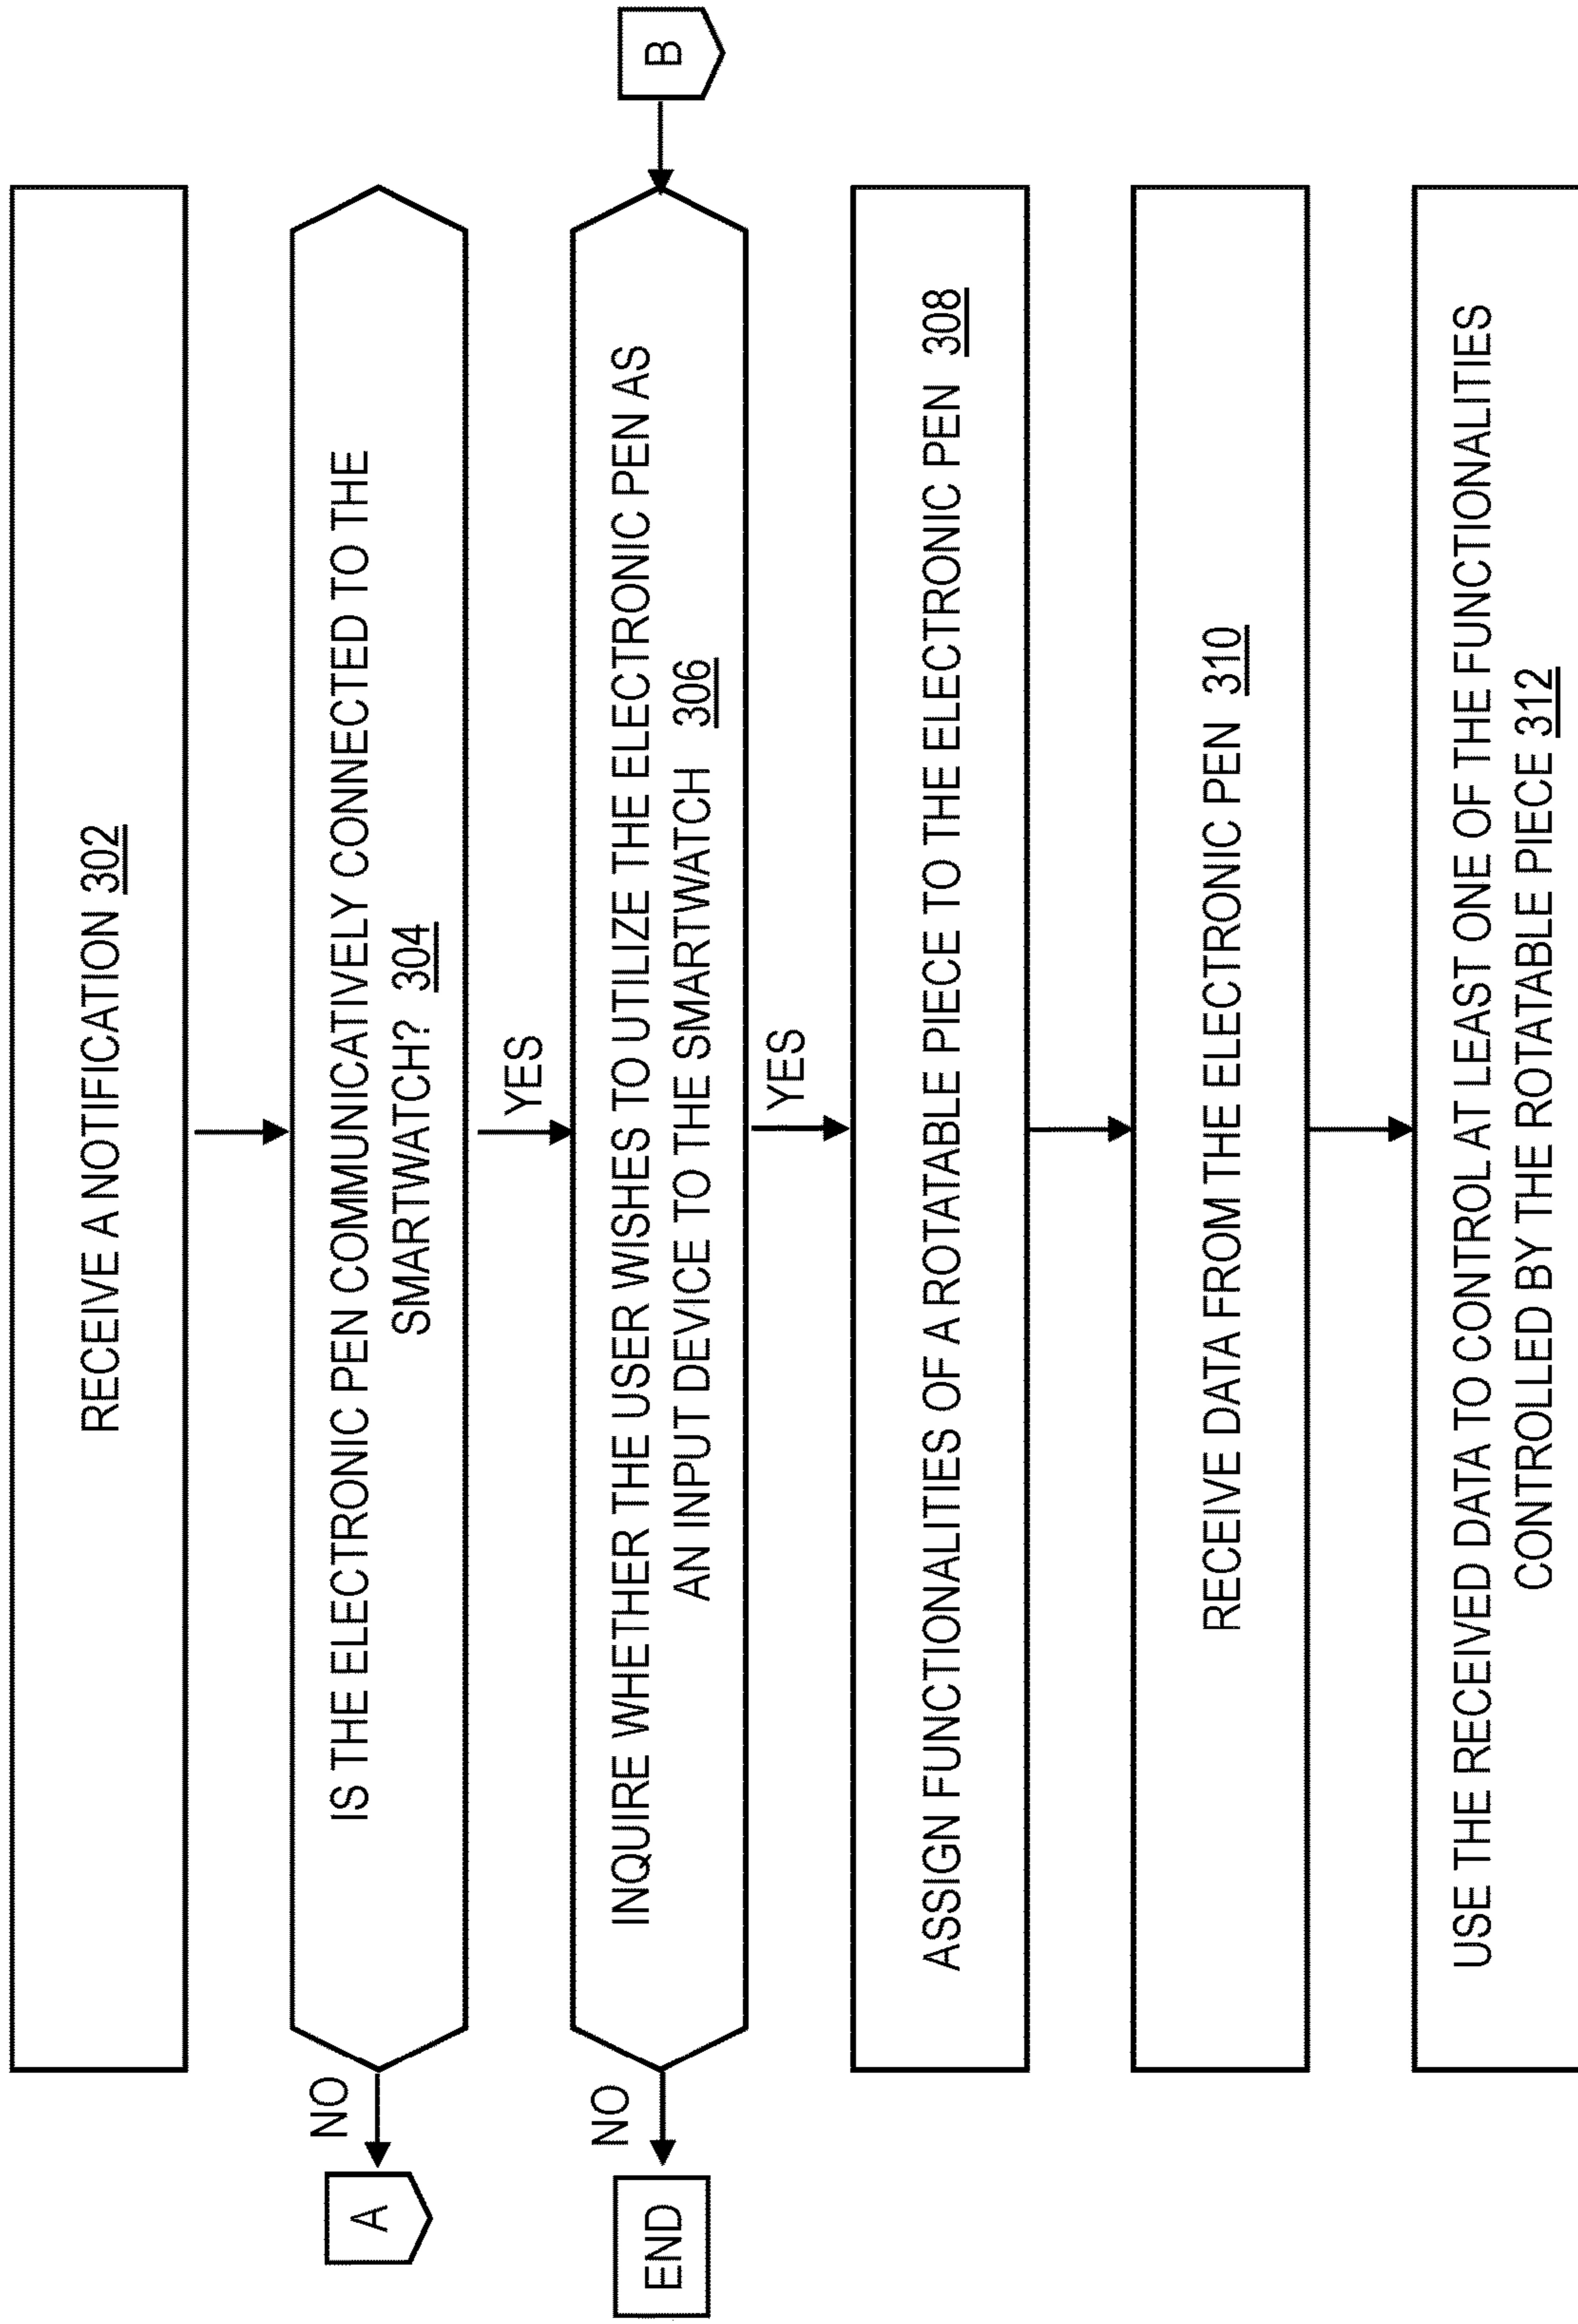 RECEIVE A NOTIFICATION 302
IS THE ELECTRONIC PEN COMMUNICATIVELY CONNECTED TO THE
SMARTWATCH? 304
NO
A
YES
B
INQUIRE WHETHER THE USER WISHES TO UTILIZE THE ELECTRONIC PEN AS
AN INPUT DEVICE TO THE SMARTWATCH 306
NO
END
YES
ASSIGN FUNCTIONALITIES OF A ROTATABLE PIECE TO THE ELECTRONIC PEN 308
RECEIVE DATA FROM THE ELECTRONIC PEN 310
USE THE RECEIVED DATA TO CONTROL AT LEAST ONE OF THE FUNCTIONALITIES
CONTROLLED BY THE ROTATABLE PIECE 312